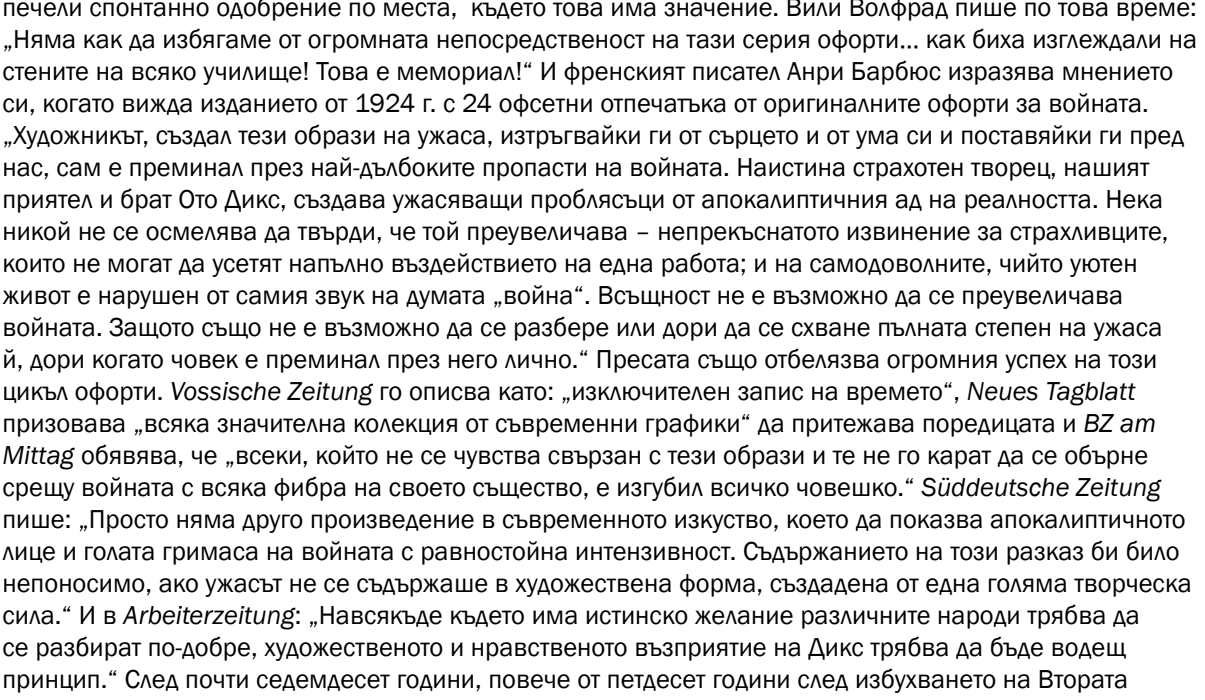 печели спонтанно одобрение по места,  където това има значение. Вили Волфрад пише по това време:
„Няма как да избягаме от огромната непосредственост на тази серия офорти... как биха изглеждали на
стените на всяко училище! Това е мемориал!“ И френският писател Анри Барбюс изразява мнението
си, когато вижда изданието от 1924 г. с 24 офсетни отпечатъка от оригиналните офорти за войната.
„Художникът, създал тези образи на ужаса, изтръгвайки ги от сърцето и от ума си и поставяйки ги пред
нас, сам е преминал през най-дълбоките пропасти на войната. Наистина страхотен творец, нашият
приятел и брат Ото Дикс, създава ужасяващи проблясъци от апокалиптичния ад на реалността. Нека
никой не се осмелява да твърди, че той преувеличава – непрекъснатото извинение за страхливците,
които не могат да усетят напълно въздействието на една работа; и на самодоволните, чийто уютен
живот е нарушен от самия звук на думата „война“. Всъщност не е възможно да се преувеличава
войната. Защото също не е възможно да се разбере или дори да се схване пълната степен на ужаса
й, дори когато човек е преминал през него лично.“ Пресата също отбелязва огромния успех на този
цикъл офорти. Vossische Zeitung го описва като: „изключителен запис на времето“, Neues Tagblatt
призовава „всяка значителна колекция от съвременни графики“ да притежава поредицата и BZ am
Mittag обявява, че „всеки, който не се чувства свързан с тези образи и те не го карат да се обърне
срещу войната с всяка фибра на своето същество, е изгубил всичко човешко.“ Süddeutsche Zeitung
пише: „Просто няма друго произведение в съвременното изкуство, което да показва апокалиптичното
лице и голата гримаса на войната с равностойна интензивност. Съдържанието на този разказ би било
непоносимо, ако ужасът не се съдържаше в художествена форма, създадена от една голяма творческа
сила.“ И в Arbeiterzeitung: „Навсякъде където има истинско желание различните народи трябва да
се разбират по-добре, художественото и нравственото възприятие на Дикс трябва да бъде водещ
принцип.“ След почти седемдесет години, повече от петдесет години след избухването на Втората